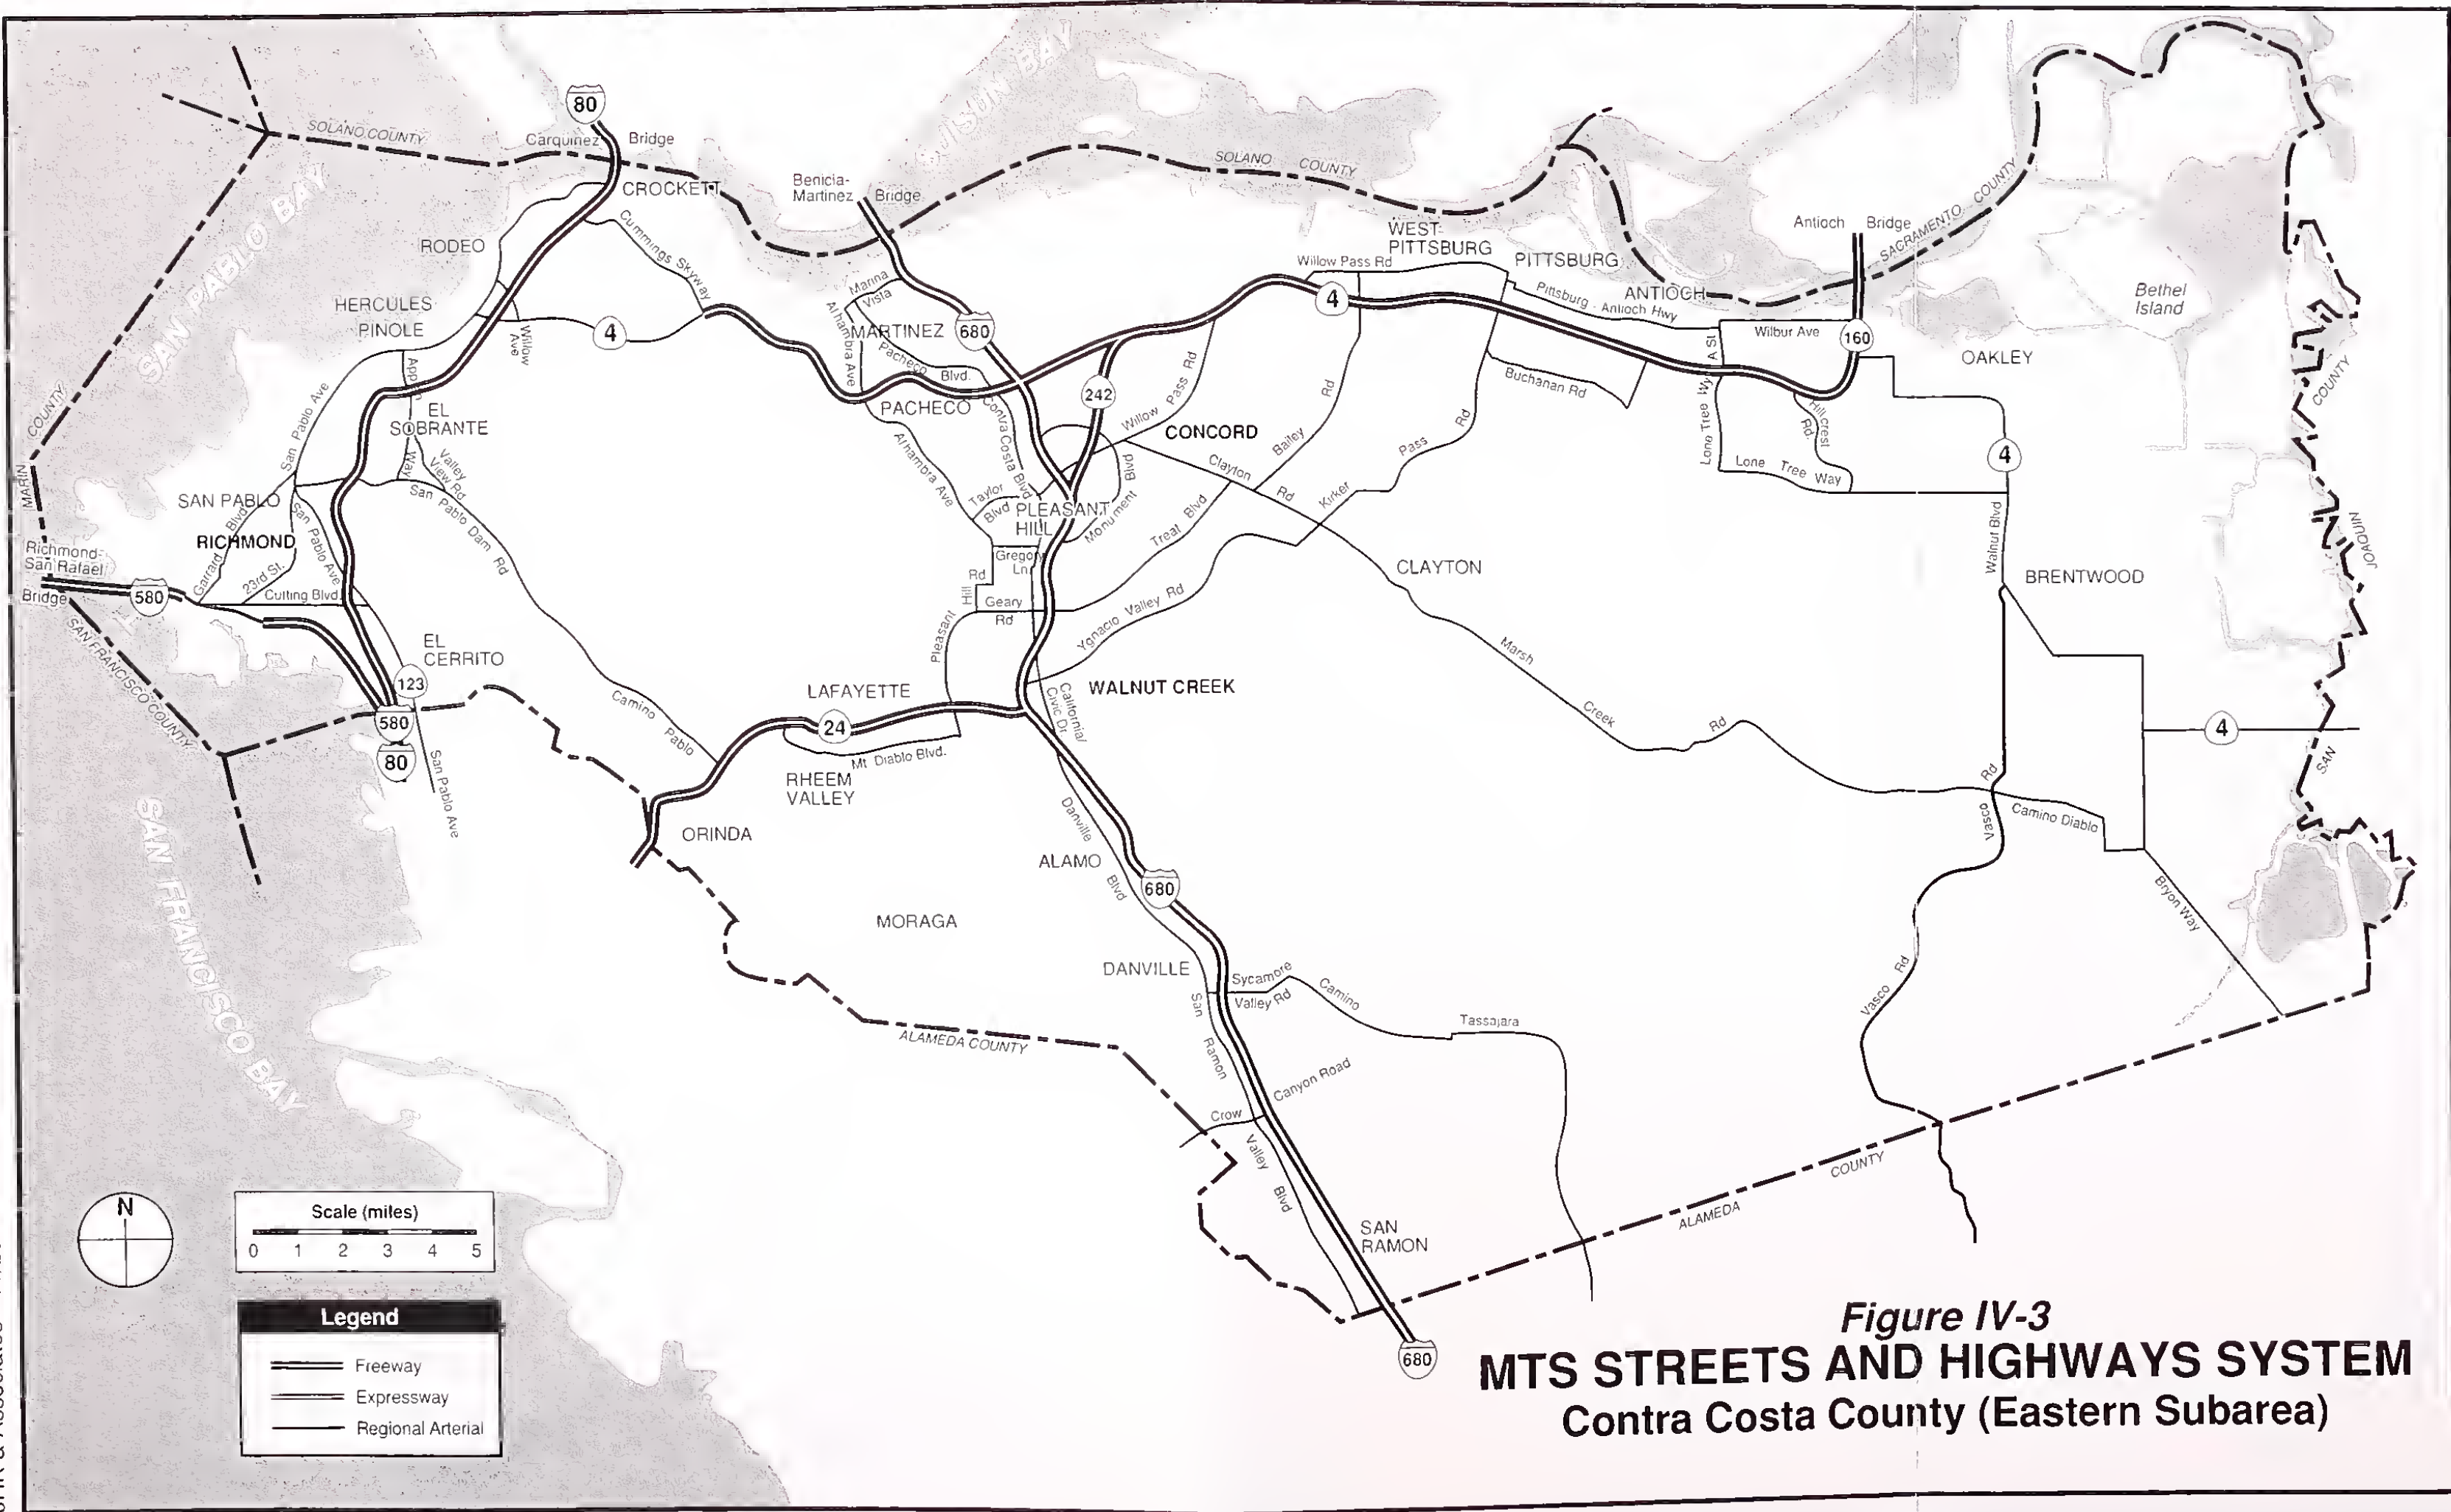 80
Carquinez Bridge
SOLANO COUNTY
SUISUN BAY
SOLANO COUNTY
CROCKETT
Benicia-
Martinez Bridge
SAN PABLO BAY
RODEO
Cummings Skyway
WEST
PITTSBURG
Willow Pass Rd
PITTSBURG
Antioch Bridge
SACRAMENTO COUNTY
HERCULES
PINOLE
Willow
Ave
4
Marina
Vista
Alhambra Ave
MARTINEZ
680
Pacheco Blvd.
4
Pittsburg - Antioch Hwy
ANTIOCH
Wilbur Ave
160
A St
Bethel
Island
OAKLEY
COUNTY
San Pablo Ave
EL
SOBRANTE
Way
Valley
View Rd
PACHECO
242
Willow Pass Rd
CONCORD
Contra Costa Blvd
Alhambra Ave
Bailey Rd
Kirker Pass Rd
Buchanan Rd
Lone Tree Wy
Hillcrest
Rd.
Lone Tree Way
4
COUNTY
MARIN
SAN PABLO
RICHMOND
San Pablo Dam Rd
San Pablo Ave
Garrard Blvd
23rd St.
Cutting Blvd.
Richmond-
San Rafael
Bridge
580
Taylor
Blvd
PLEASANT
HILL
Monument Blvd
Clayton Rd
Treat Blvd
Gregory
Ln.
Geary
Rd
Pleasant Hill Rd
Ygnacio Valley Rd
CLAYTON
Walnut Blvd
BRENTWOOD
JOAQUIN
SAN FRANCISCO COUNTY
EL
CERRITO
123
580
80
San Pablo Ave
Camino Pablo
LAFAYETTE
24
Mt Diablo Blvd.
RHEEM
VALLEY
WALNUT CREEK
California/
Civic Dr
Marsh Creek Rd
4
SAN
ORINDA
MORAGA
Danville Blvd
ALAMO
680
Vasco Rd
Camino Diablo
Bryon Way
SAN FRANCISCO BAY
DANVILLE
Sycamore
Valley Rd
Camino Tassajara
Vasco Rd
ALAMEDA COUNTY
San Ramon Valley Blvd
Crow Canyon Road
SAN
RAMON
ALAMEDA COUNTY
680
N
Scale (miles)
0 1 2 3 4 5
Legend
Freeway
Expressway
Regional Arterial
Figure IV-3
MTS STREETS AND HIGHWAYS SYSTEM
Contra Costa County (Eastern Subarea)